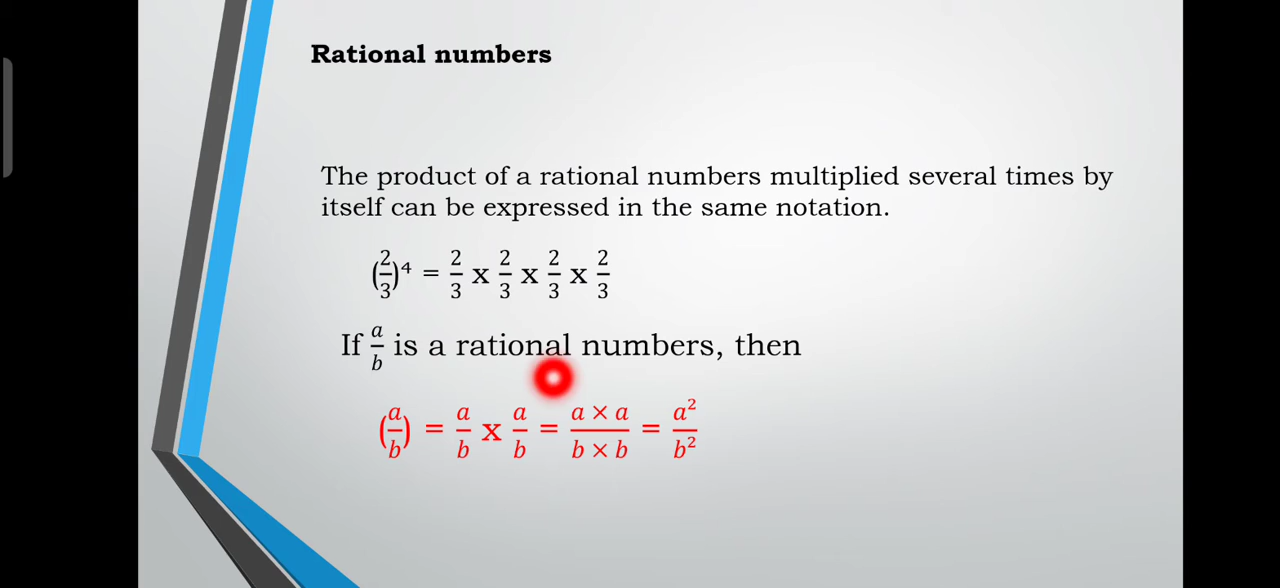 Rational numbers
The product of a rational numbers multiplied several times by
itself can be expressed in the same notation.
(2/3)⁴ = 2/3 x 2/3 x 2/3 x 2/3
If a/b is a rational numbers, then
(a/b) = a/b x a/b = a × a/b × b = a²/b²